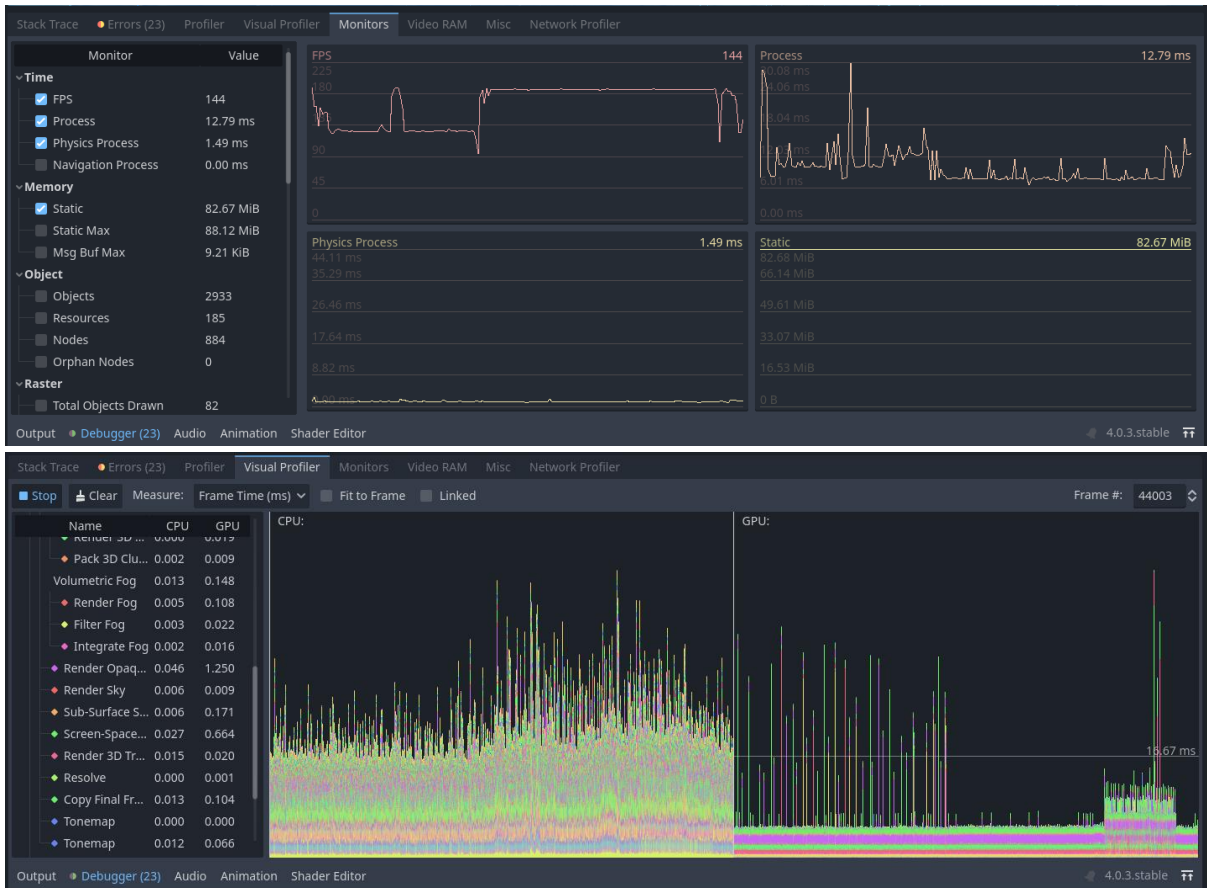 Stack Trace Errors (23) Profiler Visual Profiler Monitors Video RAM Misc Network Profiler
Monitor Value
Time
FPS 144
Process 12.79 ms
Physics Process 1.49 ms
Navigation Process 0.00 ms
Memory
Static 82.67 MiB
Static Max 88.12 MiB
Msg Buf Max 9.21 KiB
Object
Objects 2933
Resources 185
Nodes 884
Orphan Nodes 0
Raster
Total Objects Drawn 82
FPS 144
225
180
90
45
0
Process 12.79 ms
6.01 ms
0.00 ms
Physics Process 1.49 ms
44.11 ms
35.29 ms
26.46 ms
17.64 ms
8.82 ms
Static 82.67 MiB
82.68 MiB
66.14 MiB
49.61 MiB
33.07 MiB
16.53 MiB
0 B
Output Debugger (23) Audio Animation Shader Editor 4.0.3.stable
Stack Trace Errors (23) Profiler Visual Profiler Monitors Video RAM Misc Network Profiler
Stop Clear Measure: Frame Time (ms) Fit to Frame Linked Frame #: 44003
Name CPU GPU
Pack 3D Clu... 0.002 0.009
Volumetric Fog 0.013 0.148
Render Fog 0.005 0.108
Filter Fog 0.003 0.022
Integrate Fog 0.002 0.016
Render Opaq... 0.046 1.250
Render Sky 0.006 0.009
Sub-Surface S... 0.006 0.171
Screen-Space... 0.027 0.664
Render 3D Tr... 0.015 0.020
Resolve 0.000 0.001
Copy Final Fr... 0.013 0.104
Tonemap 0.000 0.000
Tonemap 0.012 0.066
CPU:
GPU:
16.67 ms
Output Debugger (23) Audio Animation Shader Editor 4.0.3.stable